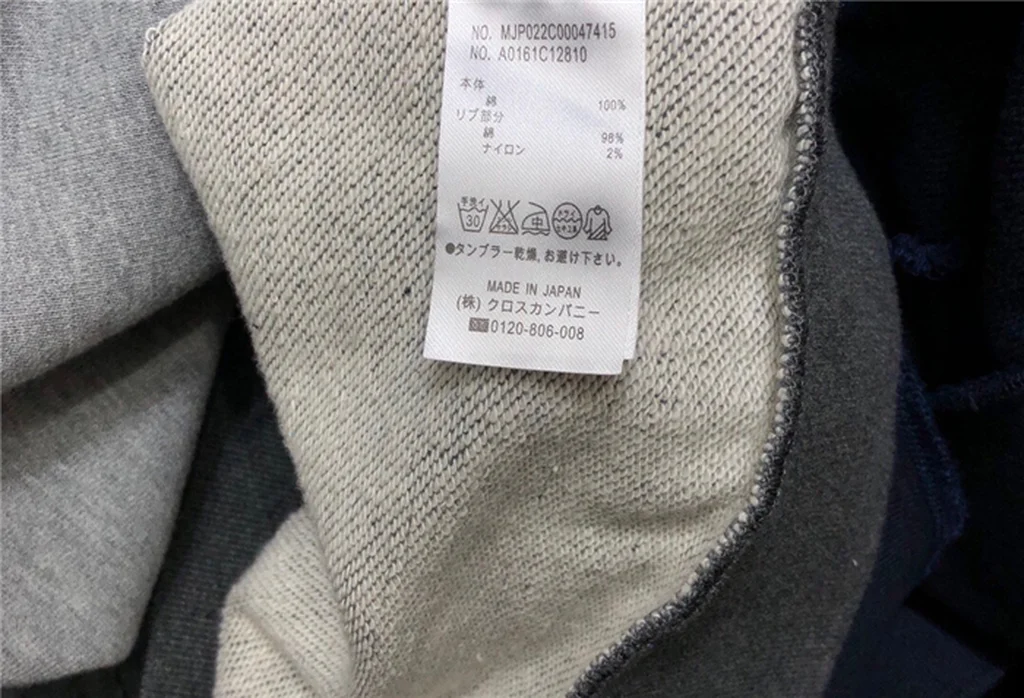 NO. MJP022C00047415
NO. A0161C12810
本体
綿 100%
リブ部分
綿 98%
ナイロン 2%
手洗イ
30
中
●タンブラー乾燥,お避け下さい。
MADE IN JAPAN
(株) クロスカンパニー
0120-806-008